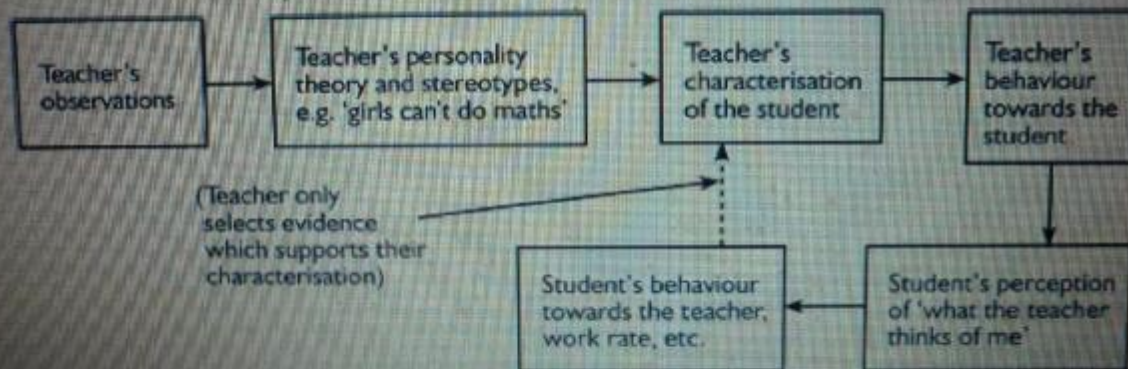 Teacher's
observations
Teacher's personality
theory and stereotypes,
e.g. 'girls can't do maths'
Teacher's
characterisation
of the student
Teacher's
behaviour
towards the
student
(Teacher only
selects evidence
which supports their
characterisation)
Student's behaviour
towards the teacher,
work rate, etc.
Student's perception
of 'what the teacher
thinks of me'